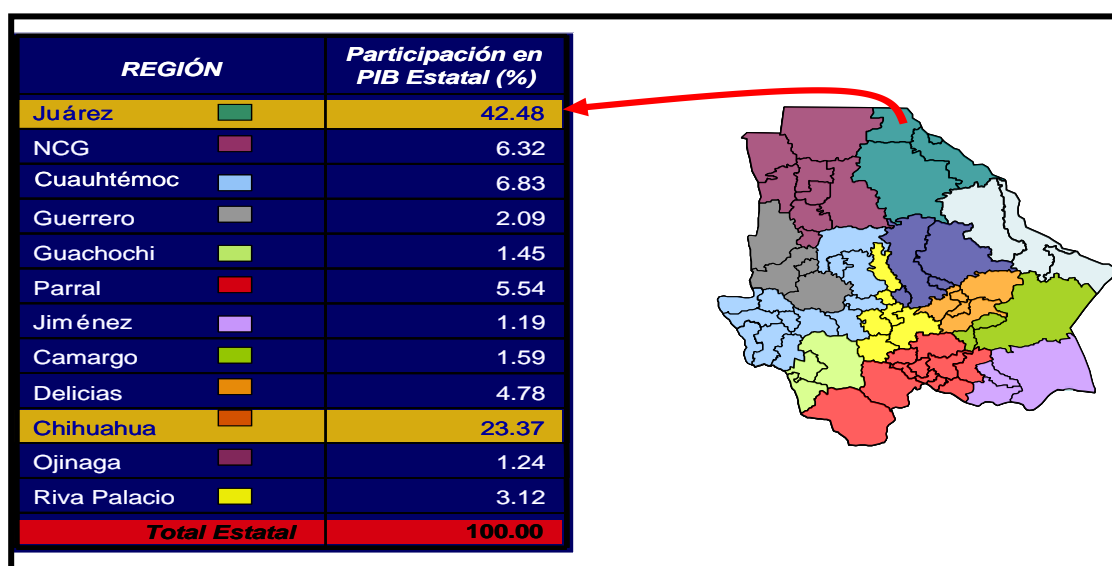 REGIÓN Participación en PIB Estatal (%)
Juárez 42.48
NCG 6.32
Cuauhtémoc 6.83
Guerrero 2.09
Guachochi 1.45
Parral 5.54
Jiménez 1.19
Camargo 1.59
Delicias 4.78
Chihuahua 23.37
Ojinaga 1.24
Riva Palacio 3.12
Total Estatal 100.00